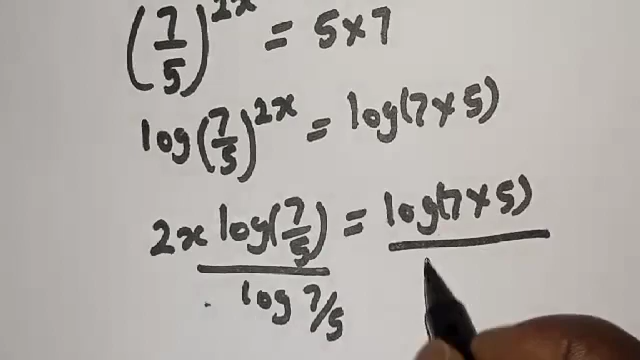 (7/5)^2x = 5×7
log(7/5)^2x = log(7×5)
2x log(7/5) = log(7×5)
log 7/5